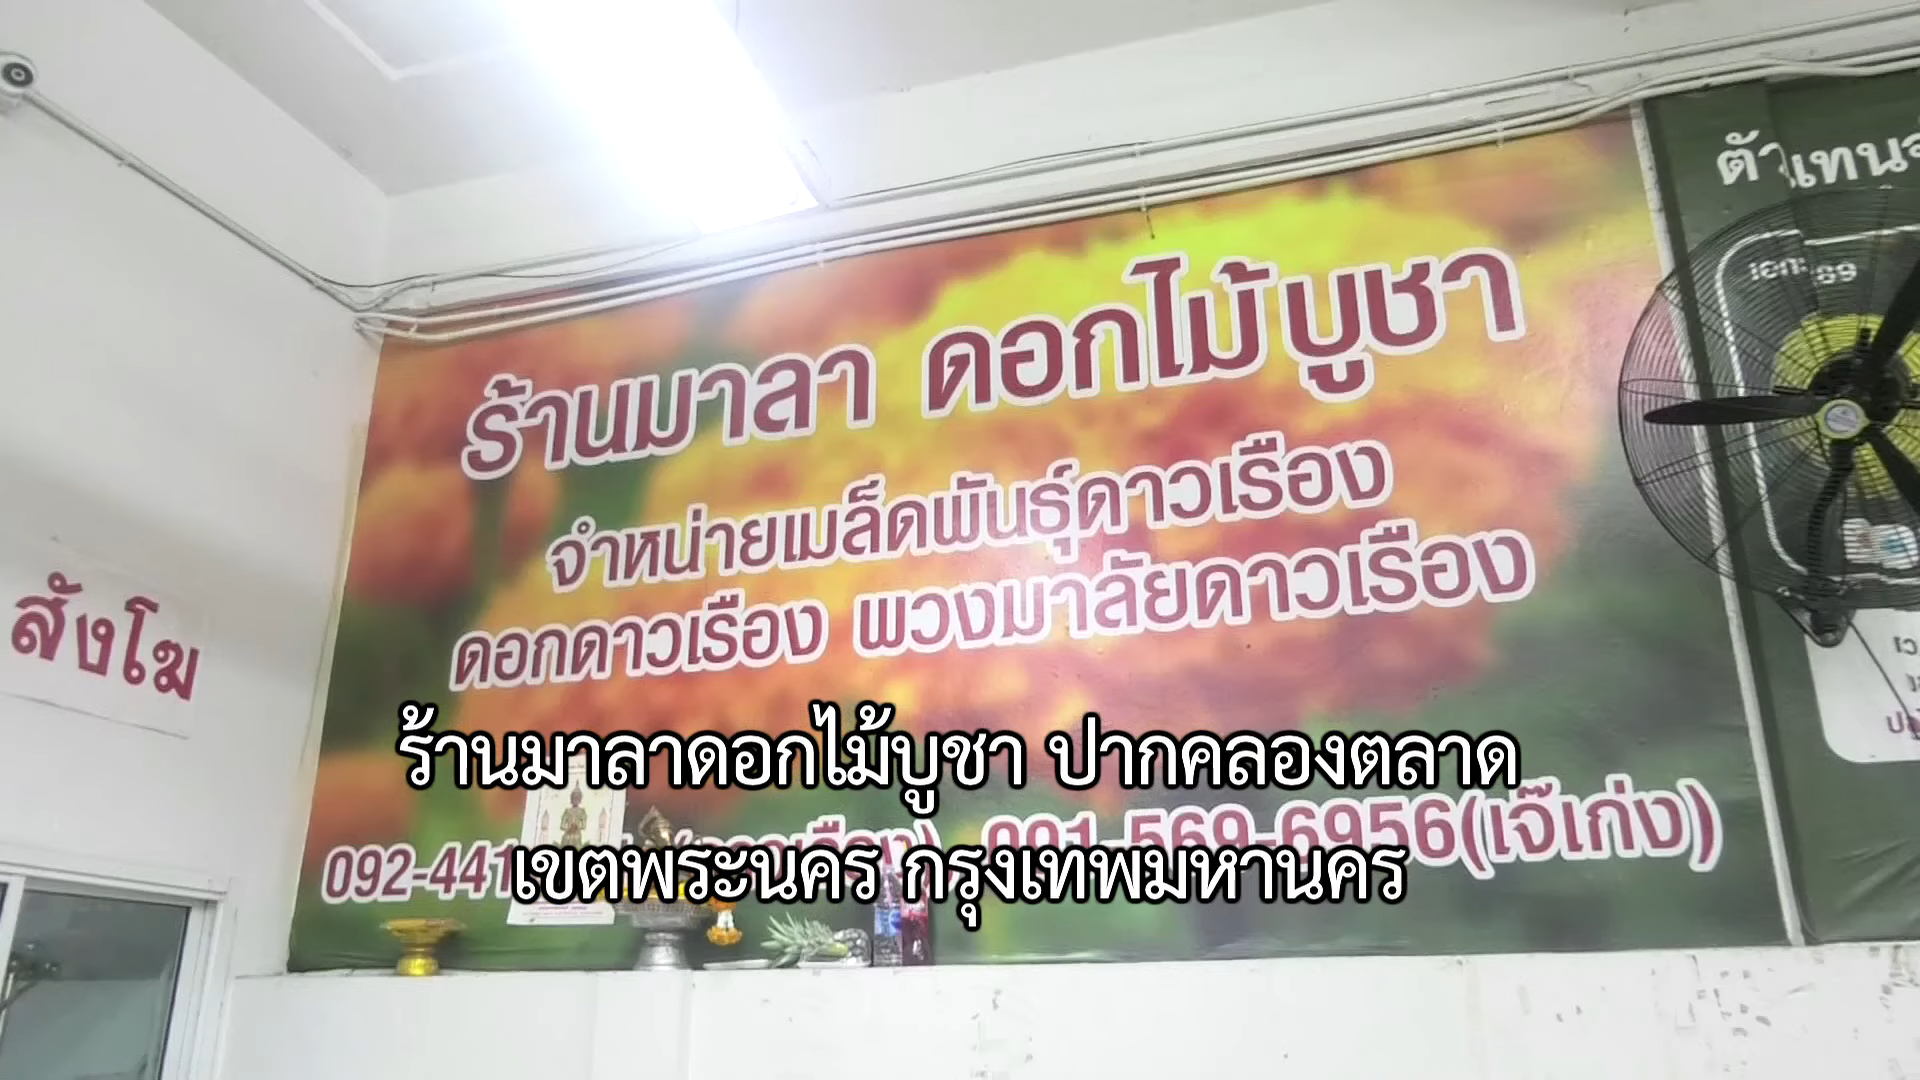 ตัวแทน
ร้านมาลา ดอกไม้บูชา
จำหน่ายเมล็ดพันธุ์ดาวเรือง
ดอกดาวเรือง พวงมาลัยดาวเรือง
สังโฆ
ร้านมาลาดอกไม้บูชา ปากคลองตลาด
092-441 091-569-6956(เจ๊เก่ง)
เขตพระนคร กรุงเทพมหานคร